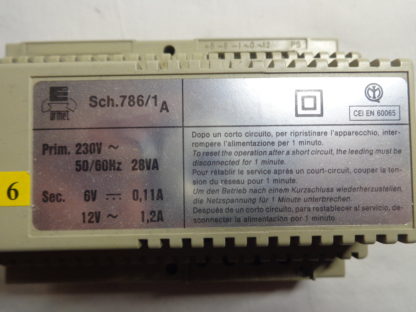 urmet
Sch.786/1A
CEI EN 60065
Prim. 230V ~
50/60Hz 28VA
Sec. 6V ⎓ 0,11A
12V ~ 1,2A
Dopo un corto circuito, per ripristinare l'apparecchio, inter-
rompere l'alimentazione per 1 minuto.
To reset the operation after a short circuit, the leading must be
disconnected for 1 minute.
Pour rétablir le service après un court-circuit, couper la ten-
sion du réseau pour 1 minute.
Um den Betrieb nach einem Kurzschluss wiederherzustellen,
die Netzspannung für 1 Minute unterbrechen.
Después de un corto circuito, para restablecer al servicio, de-
sconnecter la alimentación por 1 minuto.
6